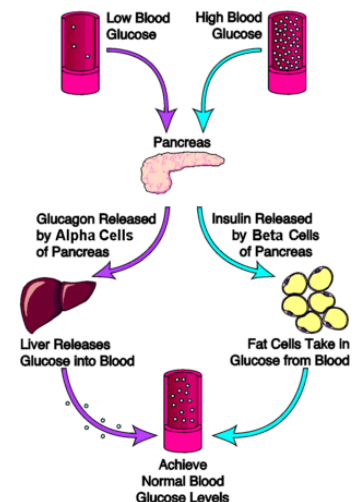 Low Blood
Glucose
High Blood
Glucose
Pancreas
Glucagon Released
by Alpha Cells
of Pancreas
Insulin Released
by Beta Cells
of Pancreas
Liver Releases
Glucose into Blood
Fat Cells Take in
Glucose from Blood
Achieve
Normal Blood
Glucose Levels